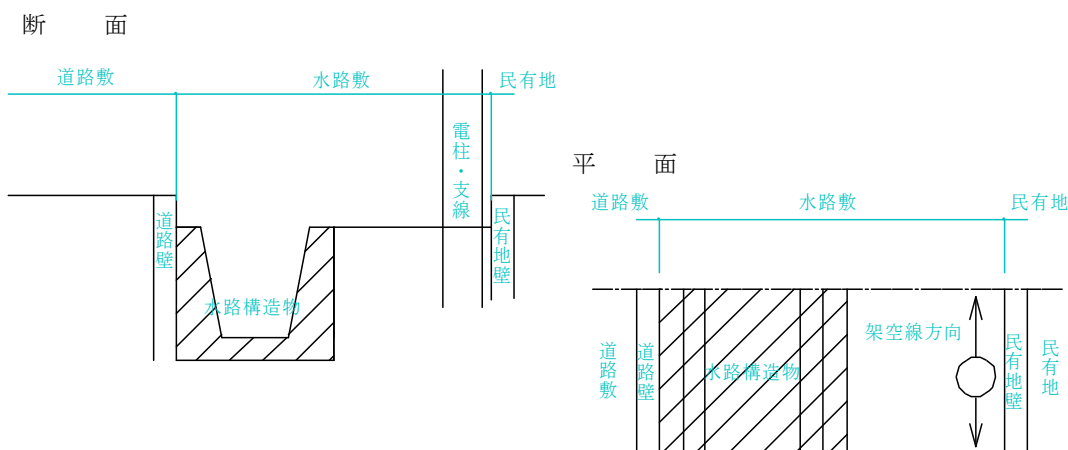 断　面
道路敷
水路敷
民有地
電柱・支線
道路壁
民有地壁
水路構造物
平　面
道路敷
水路敷
民有地
架空線方向
道路敷
道路壁
水路構造物
民有地壁
民有地